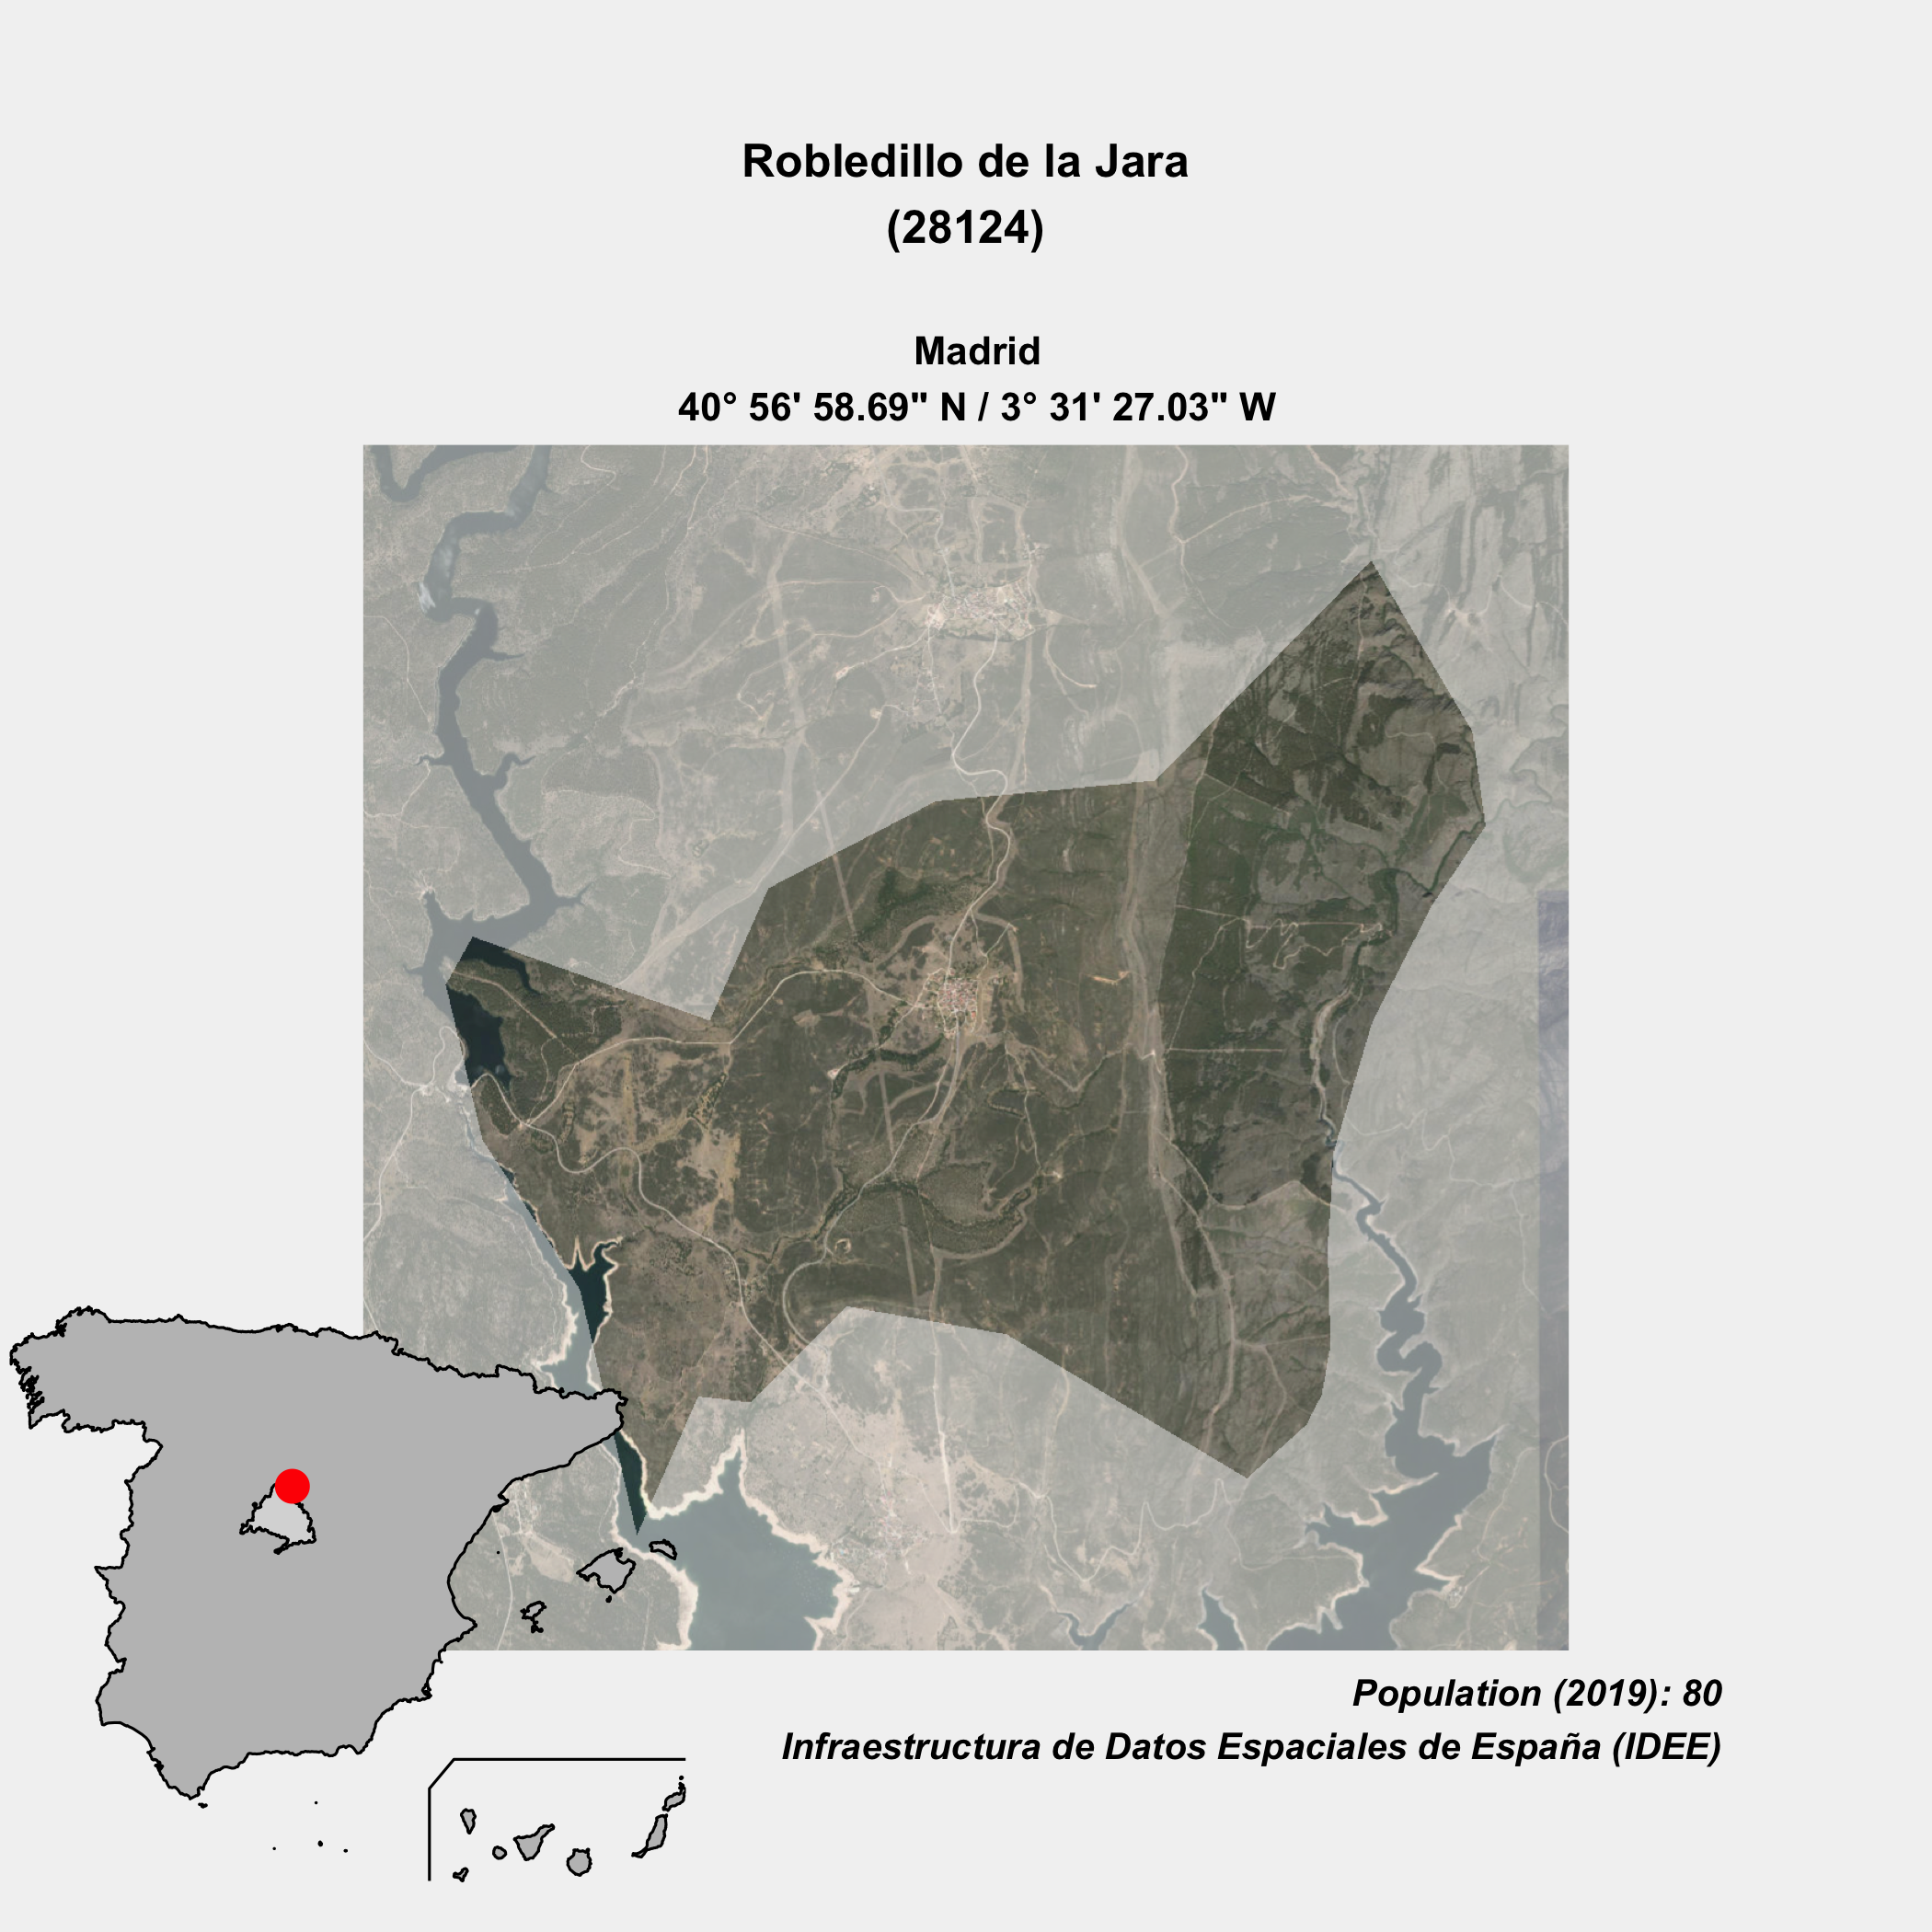 Robledillo de la Jara
(28124)
Madrid
40° 56' 58.69" N / 3° 31' 27.03" W
Population (2019): 80
Infraestructura de Datos Espaciales de España (IDEE)